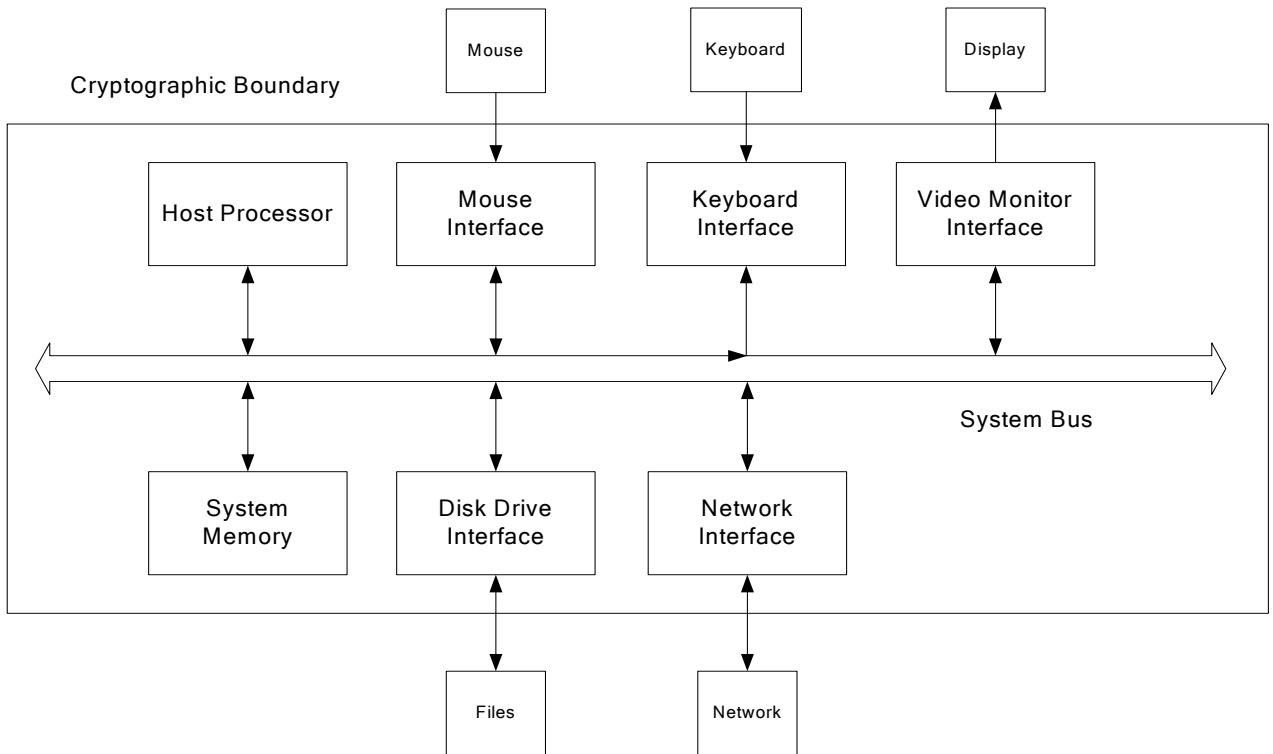 Mouse
Keyboard
Display
Cryptographic Boundary
Host Processor
Mouse
Interface
Keyboard
Interface
Video Monitor
Interface
System Bus
System
Memory
Disk Drive
Interface
Network
Interface
Files
Network